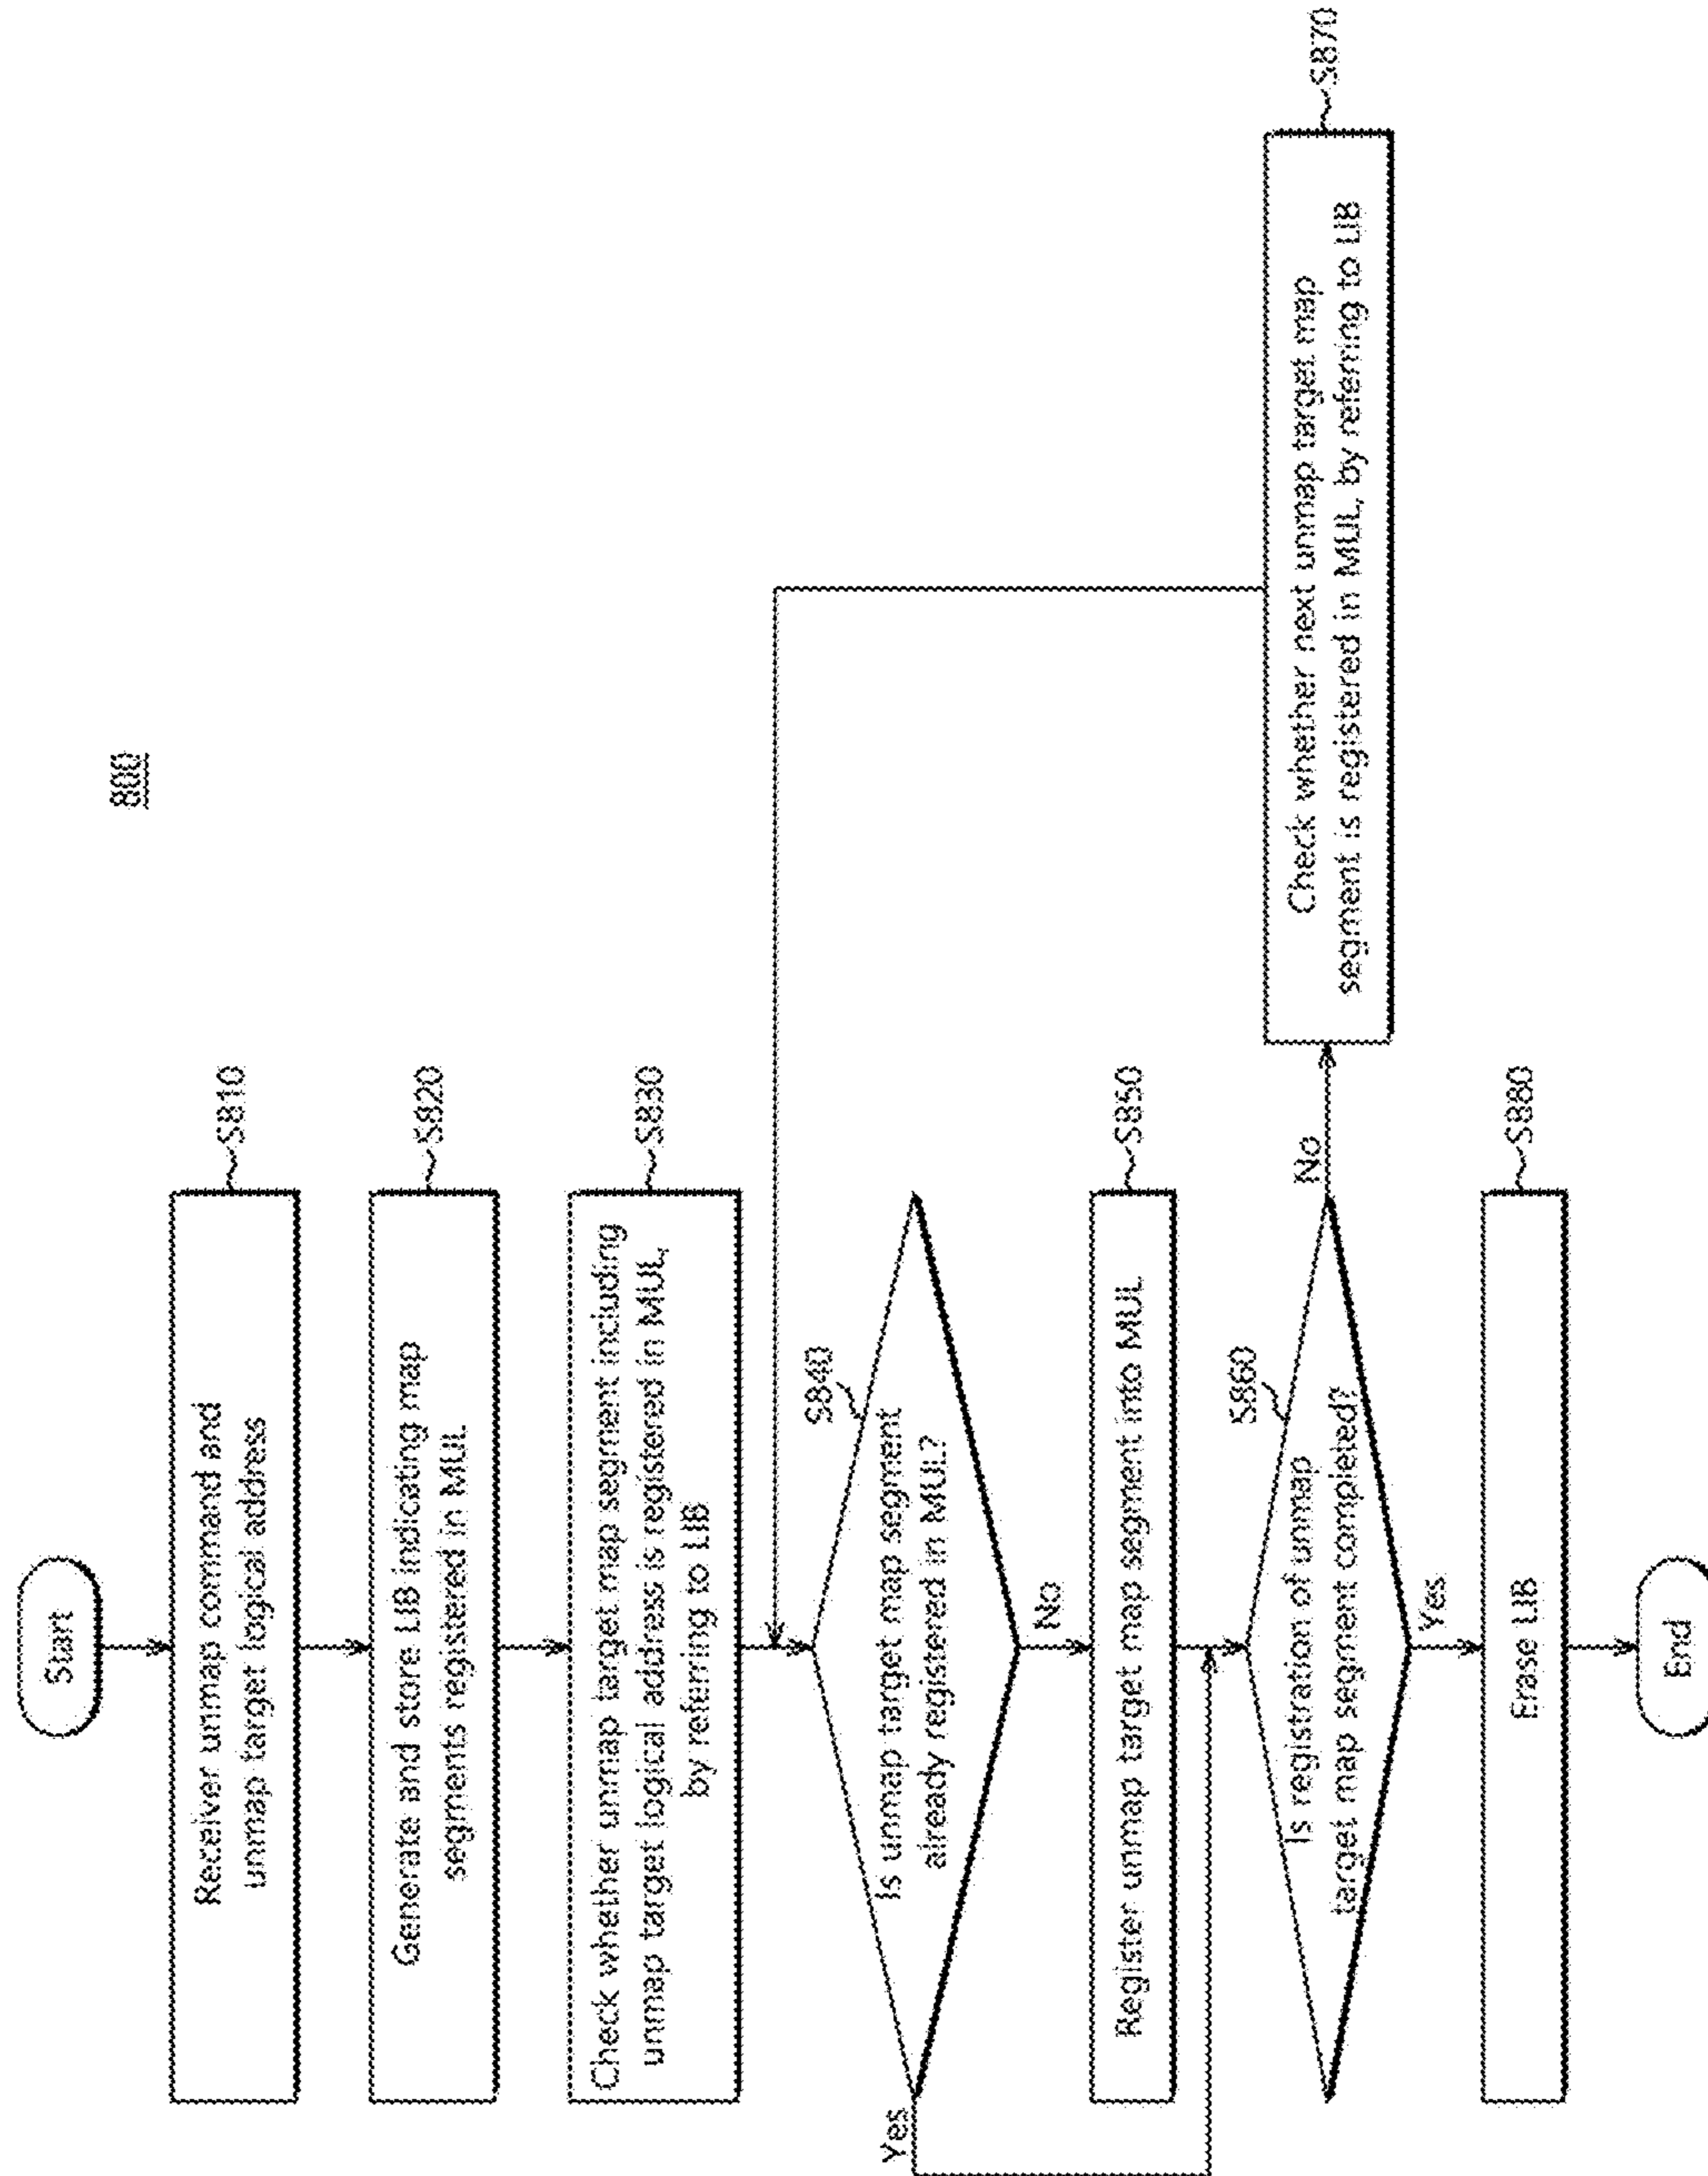 800
Start
Receiver unmap command and
unmap target logical address
S810
Generate and store LIB indicating map
segments registered in MUL
S820
Check whether unmap target map segment including
unmap target logical address is registered in MUL,
by referring to LIB
S830
S840
Is unmap target map segment
already registered in MUL?
Yes
No
Register unmap target map segment into MUL
S850
S860
Is registration of unmap
target map segment completed?
No
Yes
Check whether next unmap target map
segment is registered in MUL, by referring to LIB
S870
Erase LIB
S880
End